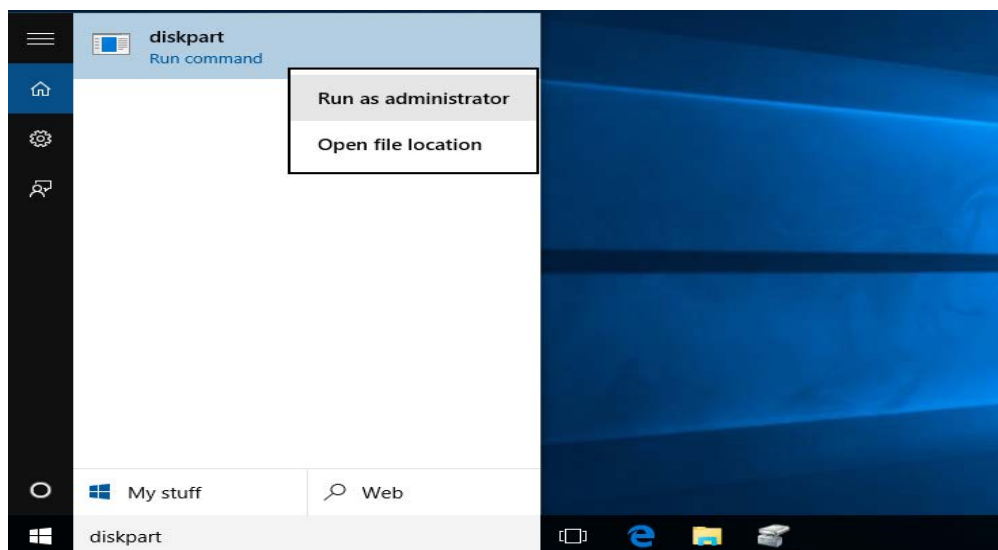 diskpart
Run command
Run as administrator
Open file location
My stuff
Web
diskpart